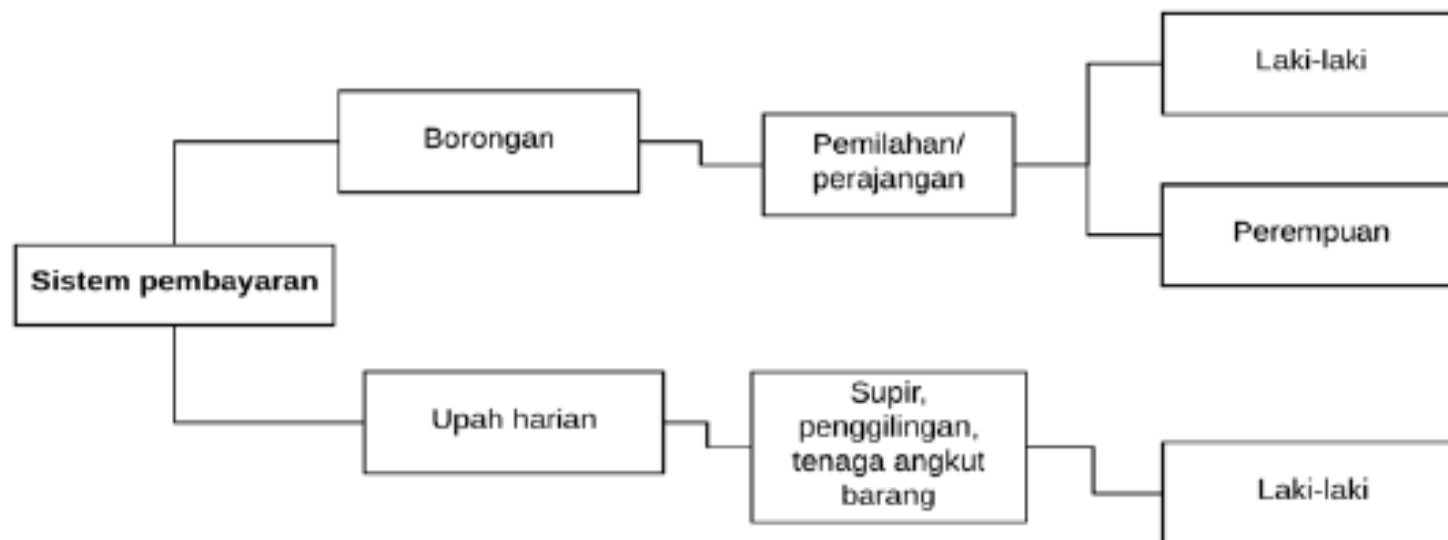 Laki-laki
Borongan
Pemilahan/
perajangan
Perempuan
Sistem pembayaran
Upah harian
Supir,
penggilingan,
tenaga angkut
barang
Laki-laki